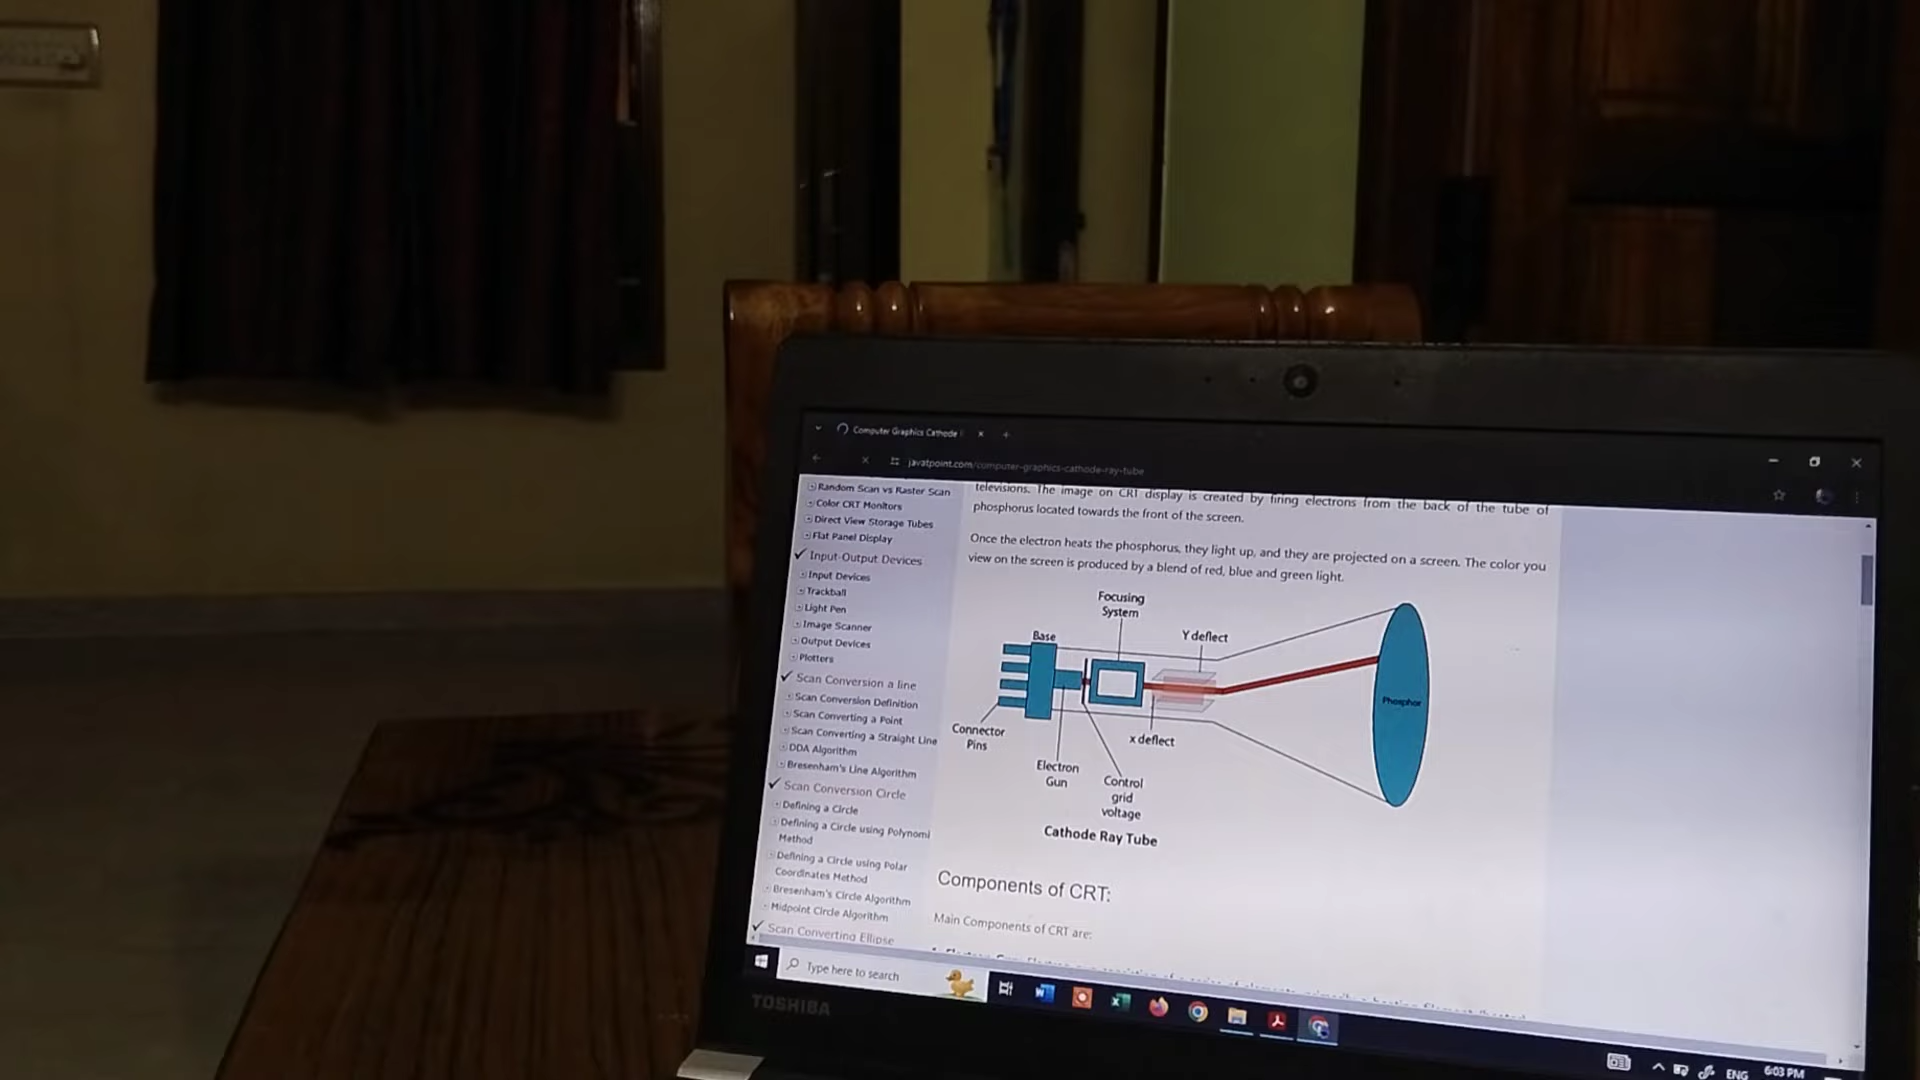 Computer Graphics Cathode
javatpoint.com/computer-graphics-cathode-ray-tube
Random Scan vs Raster Scan
Color CRT Monitors
Direct View Storage Tubes
Flat Panel Display
Input-Output Devices
Input Devices
Trackball
Light Pen
Image Scanner
Output Devices
Plotters
Scan Conversion a line
Scan Conversion Definition
Scan Converting a Point
Scan Converting a Straight Line
DDA Algorithm
Bresenham's Line Algorithm
Scan Conversion Circle
Defining a Circle
Defining a Circle using Polynomi
Method
Defining a Circle using Polar
Coordinates Method
Bresenham's Circle Algorithm
Midpoint Circle Algorithm
Scan Converting Ellipse
televisions. The image on CRT display is created by firing electrons from the back of the tube of
phosphorus located towards the front of the screen.
Once the electron heats the phosphorus, they light up, and they are projected on a screen. The color you
view on the screen is produced by a blend of red, blue and green light.
Focusing
System
Base
Y deflect
Phosphor
Connector
Pins
x deflect
Electron
Gun
Control
grid
voltage
Cathode Ray Tube
Components of CRT:
Main Components of CRT are:
Type here to search
ENG
6:03 PM
TOSHIBA